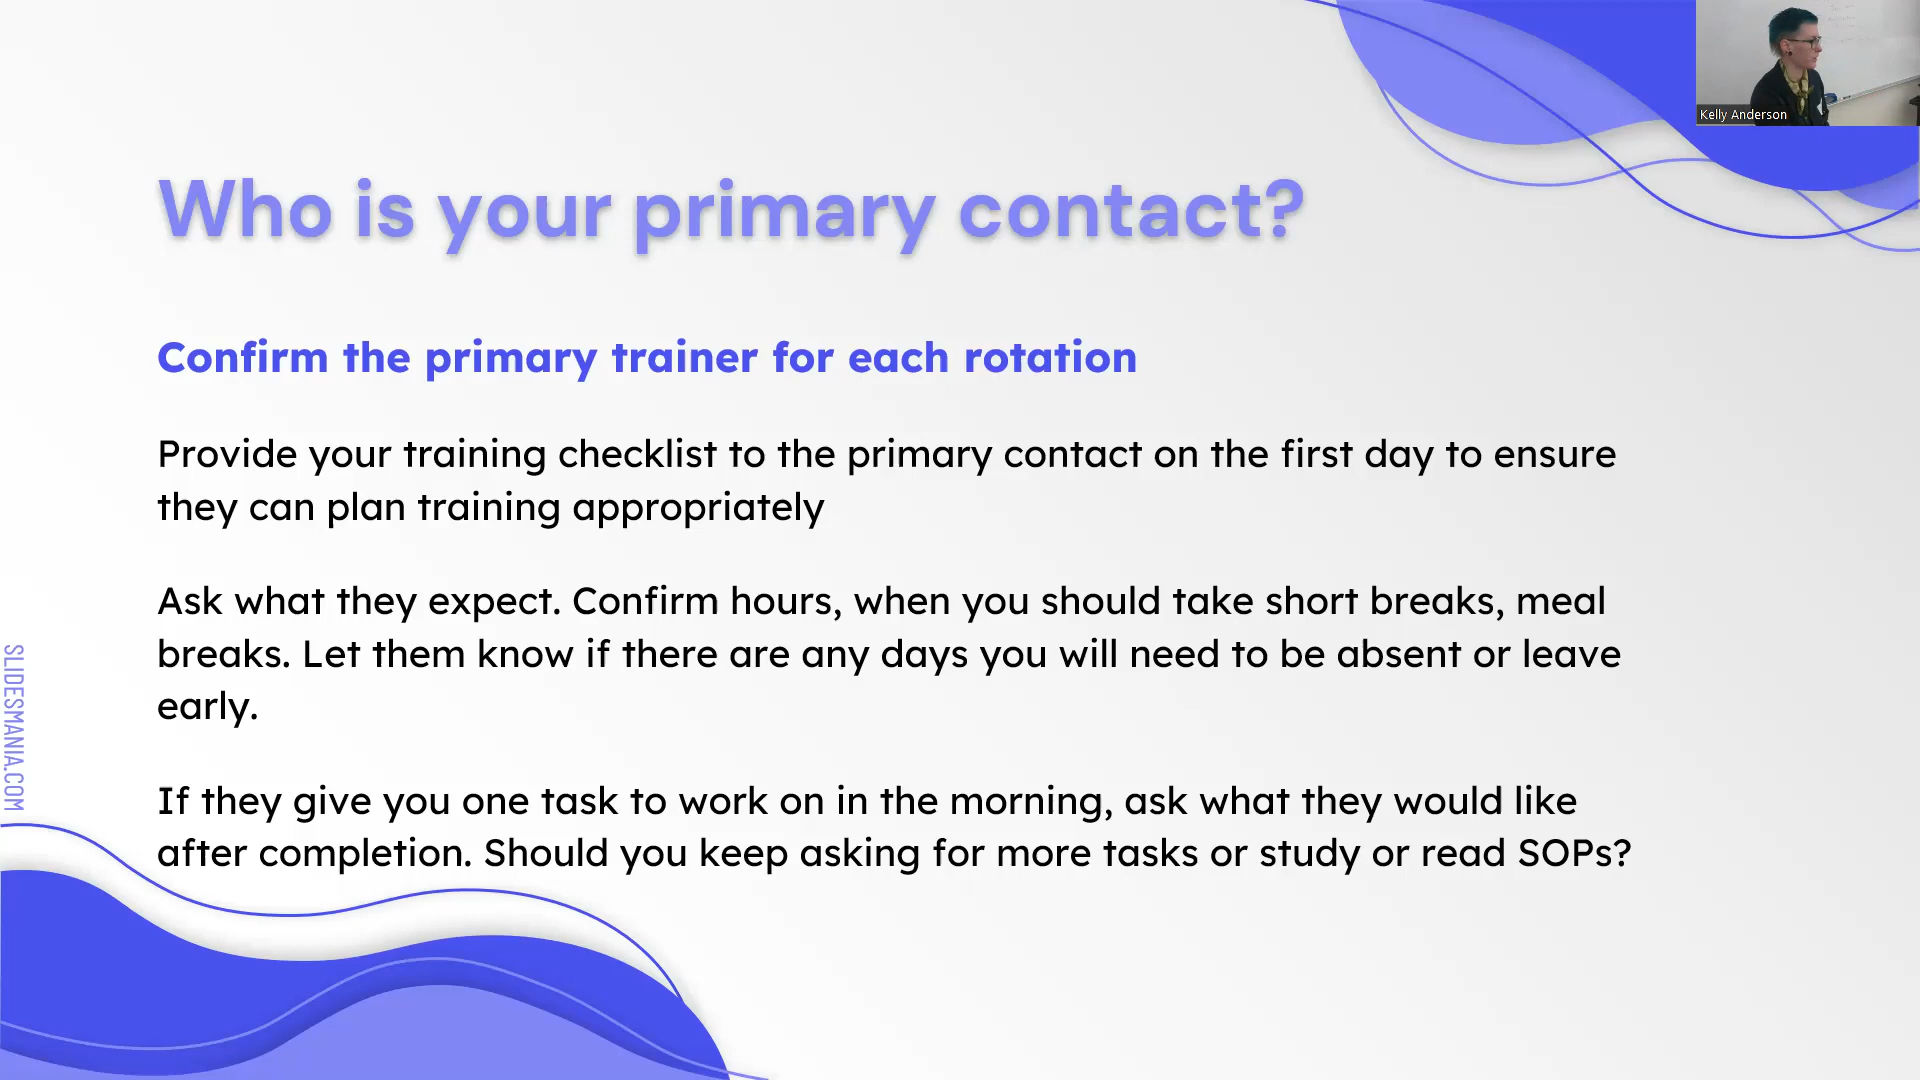 Kelly Anderson
Who is your primary contact?
Confirm the primary trainer for each rotation
Provide your training checklist to the primary contact on the first day to ensure
they can plan training appropriately
Ask what they expect. Confirm hours, when you should take short breaks, meal
breaks. Let them know if there are any days you will need to be absent or leave
early.
If they give you one task to work on in the morning, ask what they would like
after completion. Should you keep asking for more tasks or study or read SOPs?
SLIDESMANIA.COM